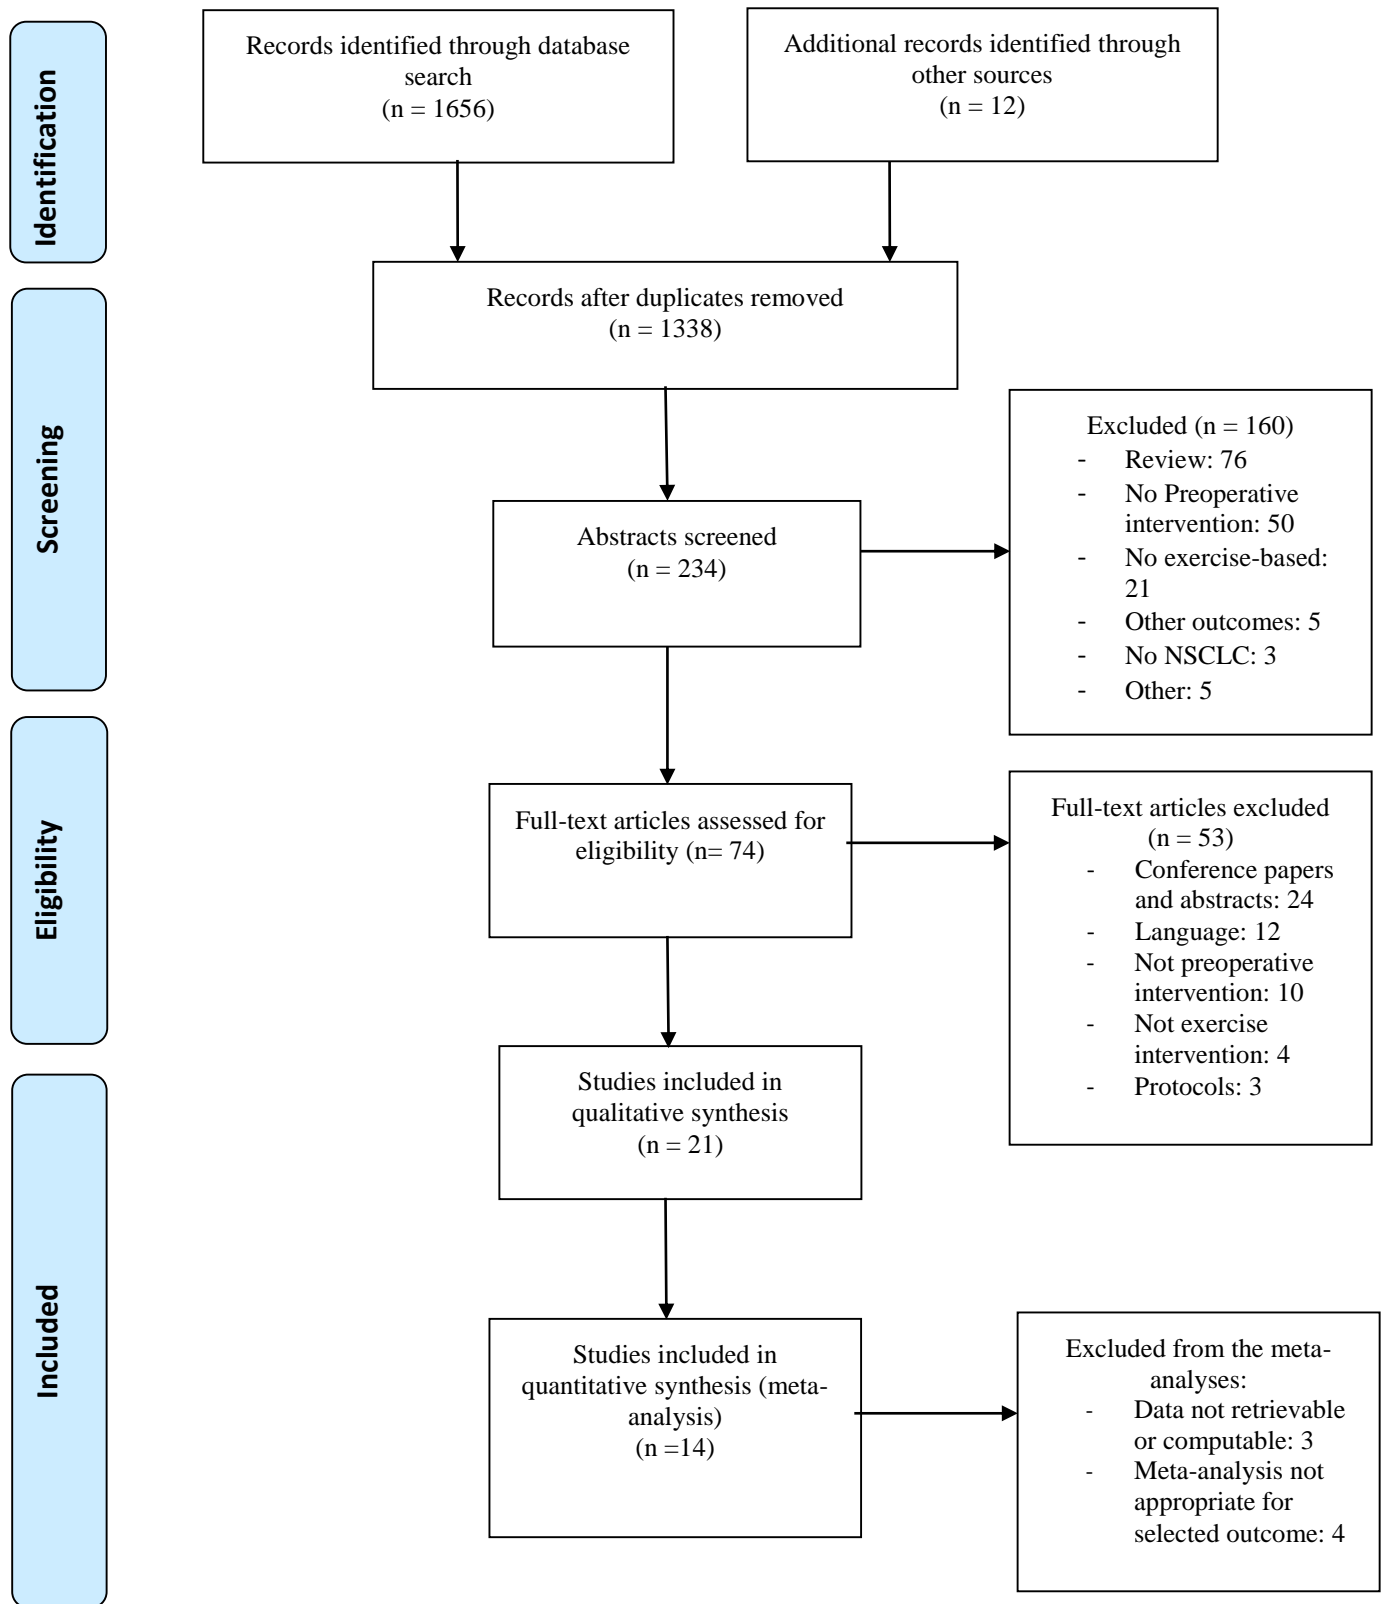 Identification
Records identified through database
search
(n = 1656)
Additional records identified through
other sources
(n = 12)
Screening
Records after duplicates removed
(n = 1338)
Abstracts screened
(n = 234)
Excluded (n = 160)
- Review: 76
- No Preoperative
intervention: 50
- No exercise-based:
21
- Other outcomes: 5
- No NSCLC: 3
- Other: 5
Eligibility
Full-text articles assessed for
eligibility (n= 74)
Full-text articles excluded
(n = 53)
- Conference papers
and abstracts: 24
- Language: 12
- Not preoperative
intervention: 10
- Not exercise
intervention: 4
- Protocols: 3
Included
Studies included in
qualitative synthesis
(n = 21)
Studies included in
quantitative synthesis (meta-
analysis)
(n =14)
Excluded from the meta-
analyses:
- Data not retrievable
or computable: 3
- Meta-analysis not
appropriate for
selected outcome: 4